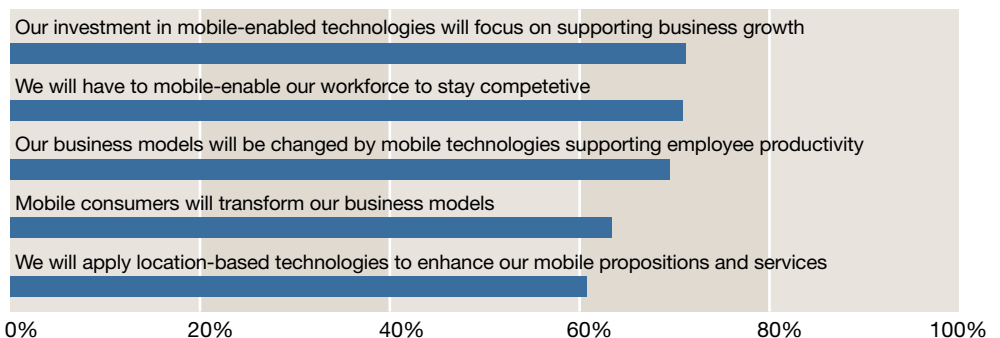 Our investment in mobile-enabled technologies will focus on supporting business growth
We will have to mobile-enable our workforce to stay competetive
Our business models will be changed by mobile technologies supporting employee productivity
Mobile consumers will transform our business models
We will apply location-based technologies to enhance our mobile propositions and services
0% 20% 40% 60% 80% 100%